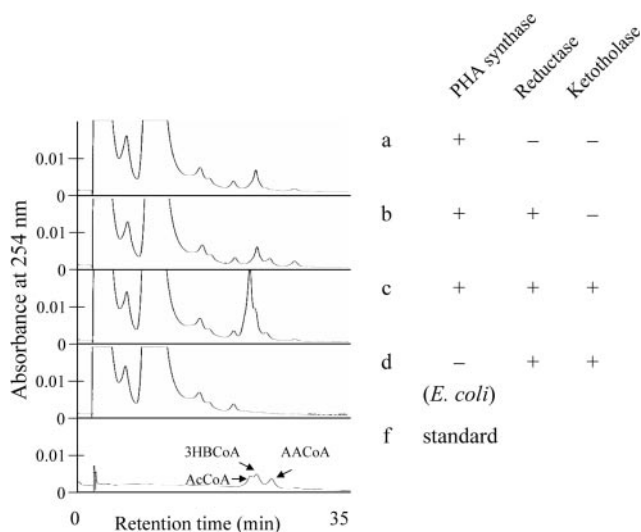 PHA synthase
Reductase
Ketotholase
Absorbance at 254 nm
0.01
0
a + – –
0.01
0
b + + –
0.01
0
c + + +
0.01
0
d – + +
(E. coli)
f standard
0.01
0
3HBCoA
AACoA
AcCoA
0
35
Retention time (min)